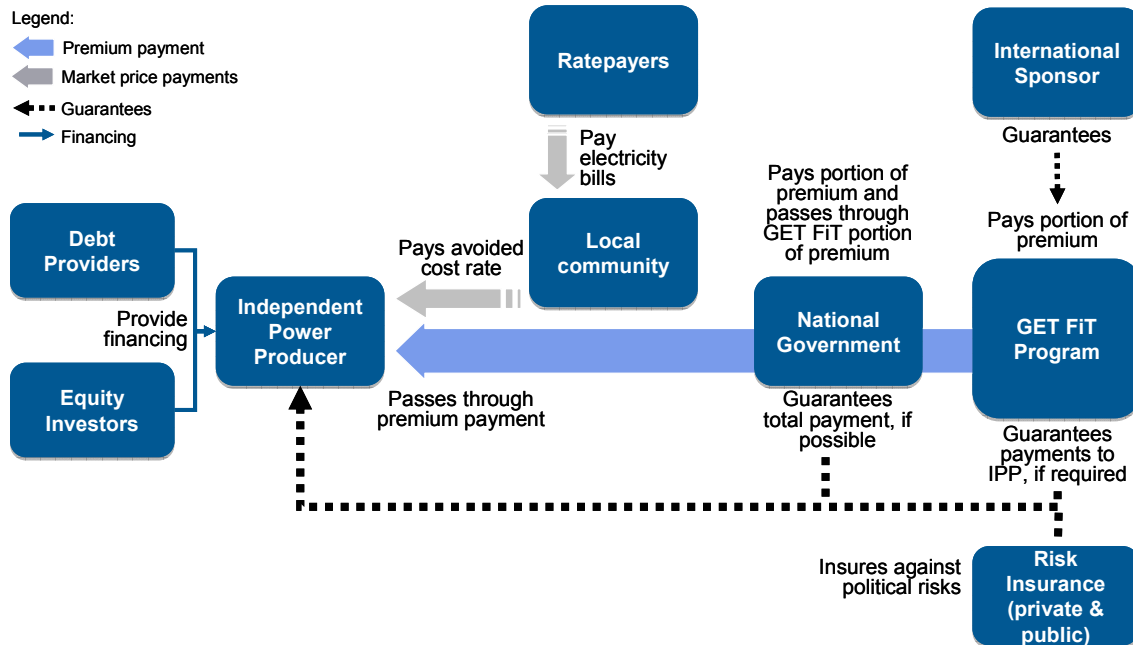 Legend:
Premium payment
Market price payments
Guarantees
Financing
Ratepayers
International
Sponsor
Pay
electricity
bills
Guarantees
Pays portion of
premium and
passes through
GET FiT portion
of premium
Pays portion of
premium
Debt
Providers
Local
community
Pays avoided
cost rate
Independent
Power
Producer
Provide
financing
National
Government
GET FiT
Program
Equity
Investors
Passes through
premium payment
Guarantees
total payment, if
possible
Guarantees
payments to
IPP, if required
Insures against
political risks
Risk
Insurance
(private &
public)